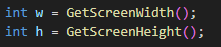 int w = GetScreenWidth();
int h = GetScreenHeight();